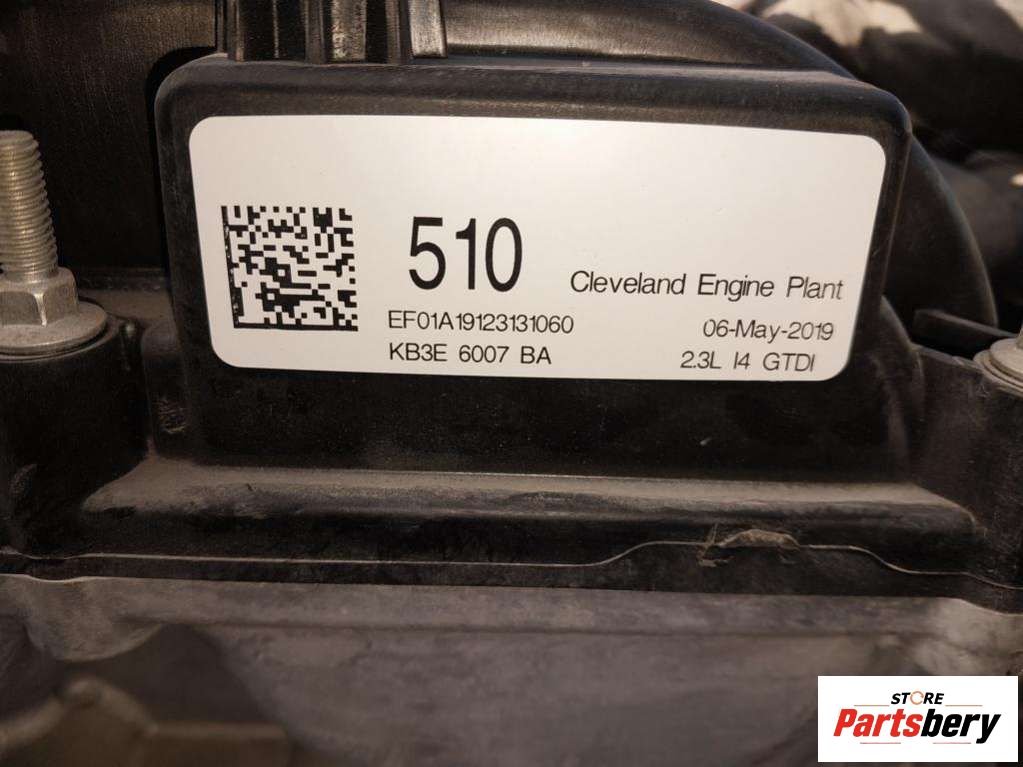 510
Cleveland Engine Plant
EF01A19123131060
06-May-2019
KB3E 6007 BA
2.3L I4 GTDI
STORE
Partsbery